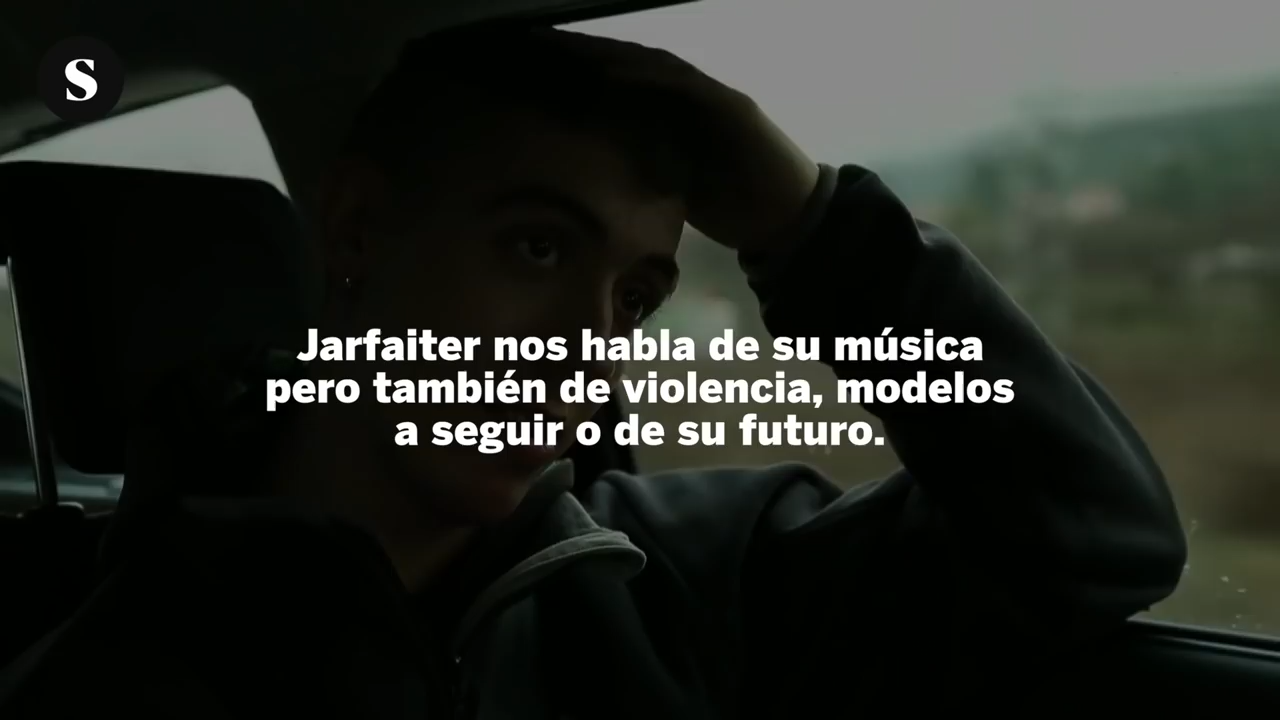 S
Jarfaiter nos habla de su música
pero también de violencia, modelos
a seguir o de su futuro.